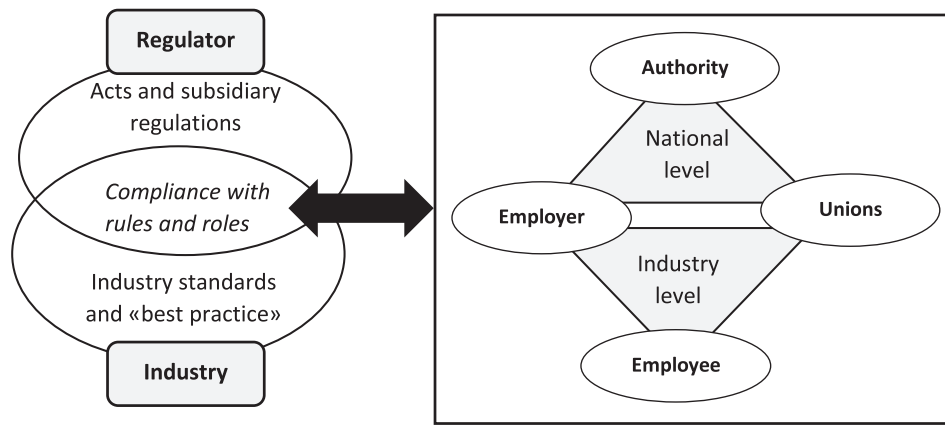 Regulator
Acts and subsidiary
regulations
Compliance with
rules and roles
Industry standards
and «best practice»
Industry
Authority
National
level
Employer
Unions
Industry
level
Employee